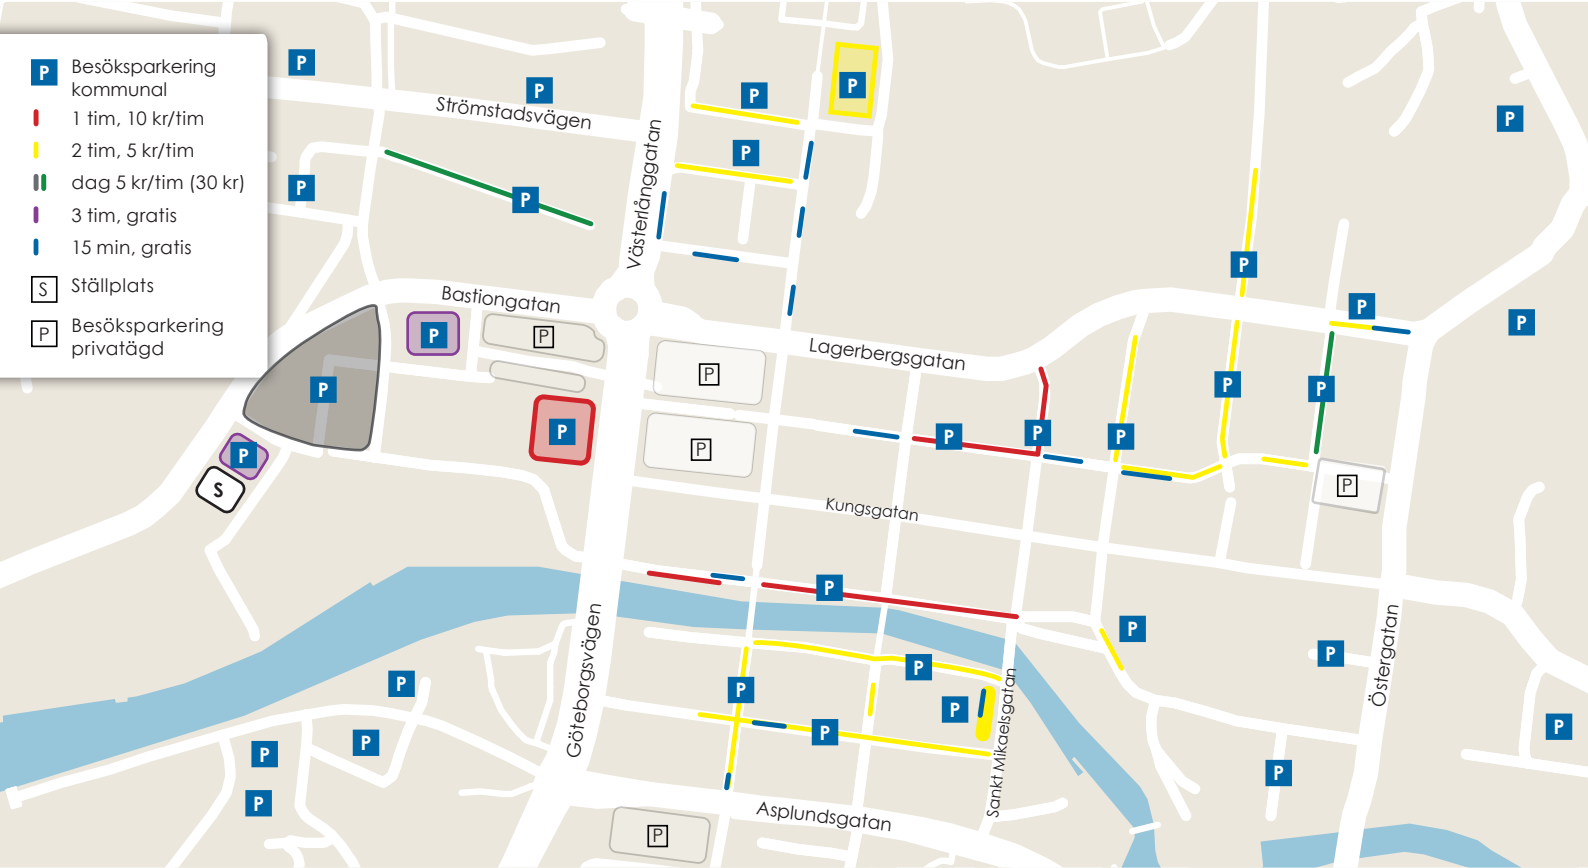 P Besöksparkering
kommunal
1 tim, 10 kr/tim
2 tim, 5 kr/tim
dag 5 kr/tim (30 kr)
3 tim, gratis
15 min, gratis
S Ställplats
P Besöksparkering
privatägd
P
P
P
P
P
Strömstadsvägen
P
P
P
P
Västerlånggatan
P
P
P
P
Bastiongatan
P
P
Lagerbergsgatan
P
P
P
P
P
P
P
P
P
P
P
P
S
P
Kungsgatan
P
P
P
Göteborgsvägen
Östergatan
P
P
P
P
P
P
Sankt Mikaelsgatan
P
P
P
P
P
P
Asplundsgatan
P